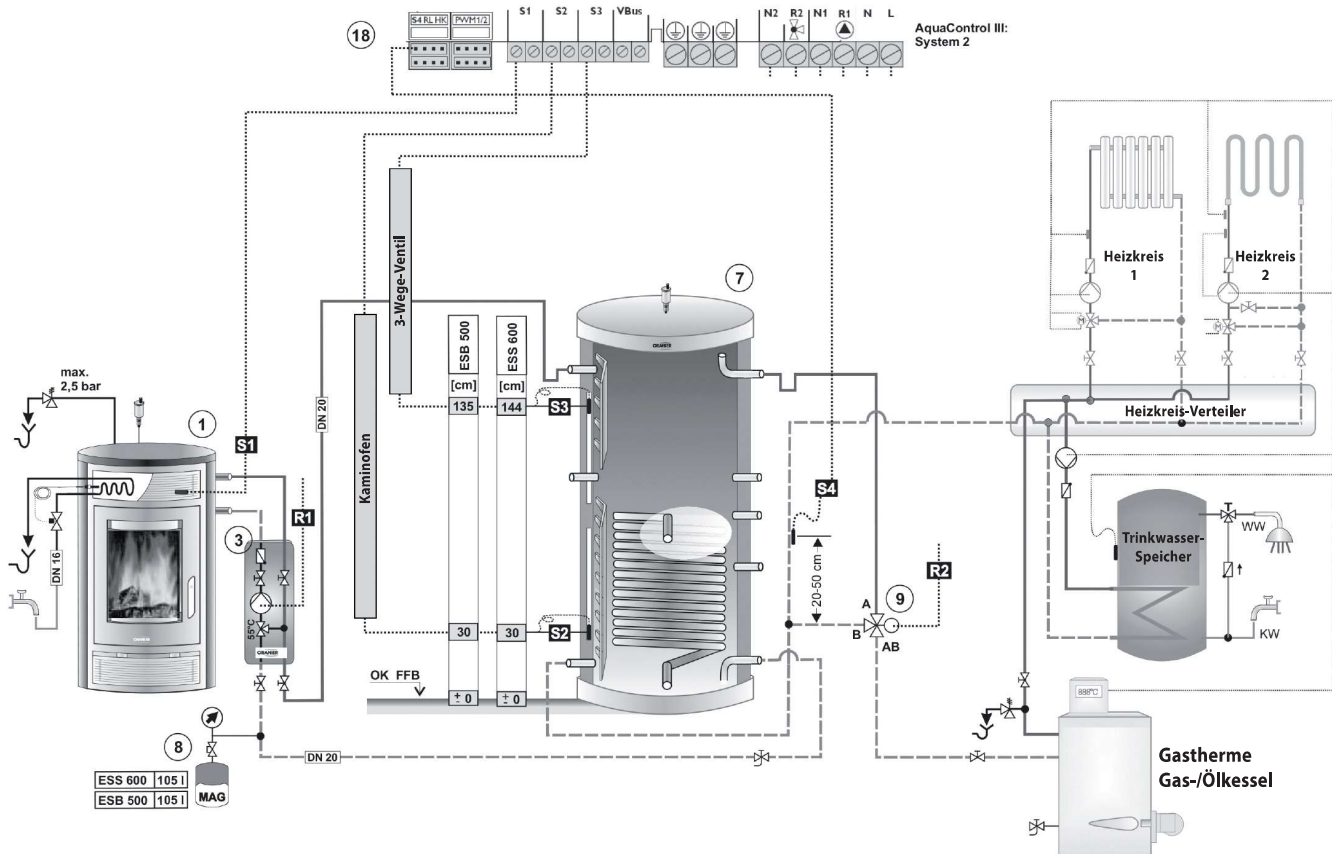 18
S4 RL HK
PWM1/2
S1
S2
S3
VBus
N2
R2
N1
R1
N
L
AquaControl III:
System 2
3-Wege-Ventil
Kaminofen
ESB 500
ESS 600
[cm]
[cm]
135
144
S3
30
30
S2
OK FFB
+ - 0
+ - 0
7
ORANIER
max.
2,5 bar
1
S1
R1
3
55°C
ORANIER
DN 16
DN 20
8
MAG
ESS 600
105 l
ESB 500
105 l
DN 20
S4
20-50 cm
A
B
AB
9
R2
Heizkreis
1
Heizkreis
2
M
M
Heizkreis-Verteiler
Trinkwasser-
Speicher
WW
KW
888°C
Gastherme
Gas-/Ölkessel